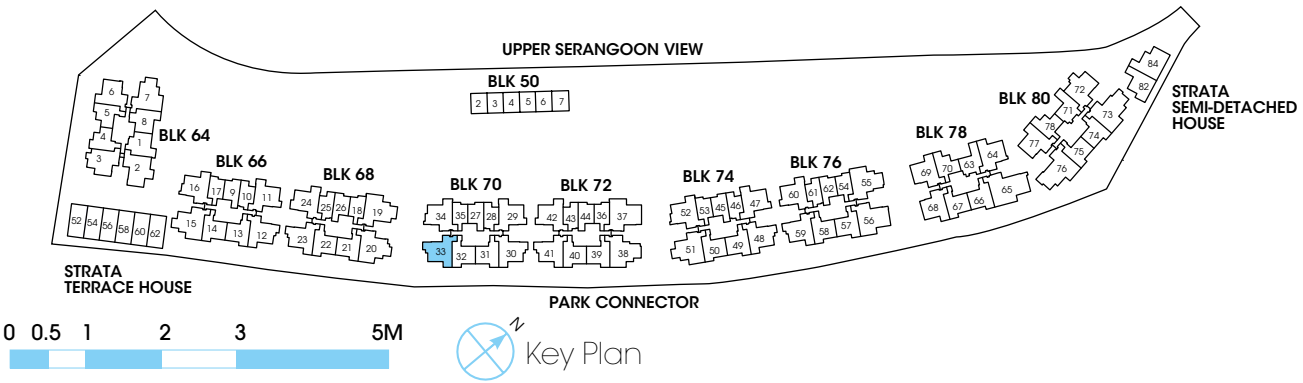 UPPER SERANGOON VIEW
BLK 50
2 3 4 5 6 7
84
82
STRATA
SEMI-DETACHED
HOUSE
BLK 80
72
71 73
78 74
77 75
76
6 7
5 8
4 1
3 2
BLK 64
BLK 66
16 17 9 10 11
15 14 13 12
BLK 68
24 25 26 18 19
23 22 21 20
BLK 70
34 35 27 28 29
33 32 31 30
BLK 72
42 43 44 36 37
41 40 39 38
BLK 74
52 53 45 46 47
51 50 49 48
BLK 76
60 61 62 54 55
59 58 57 56
BLK 78
69 70 63 64
68 67 66 65
52 54 56 58 60 62
STRATA
TERRACE HOUSE
PARK CONNECTOR
0 0.5 1 2 3 5M
N
Key Plan